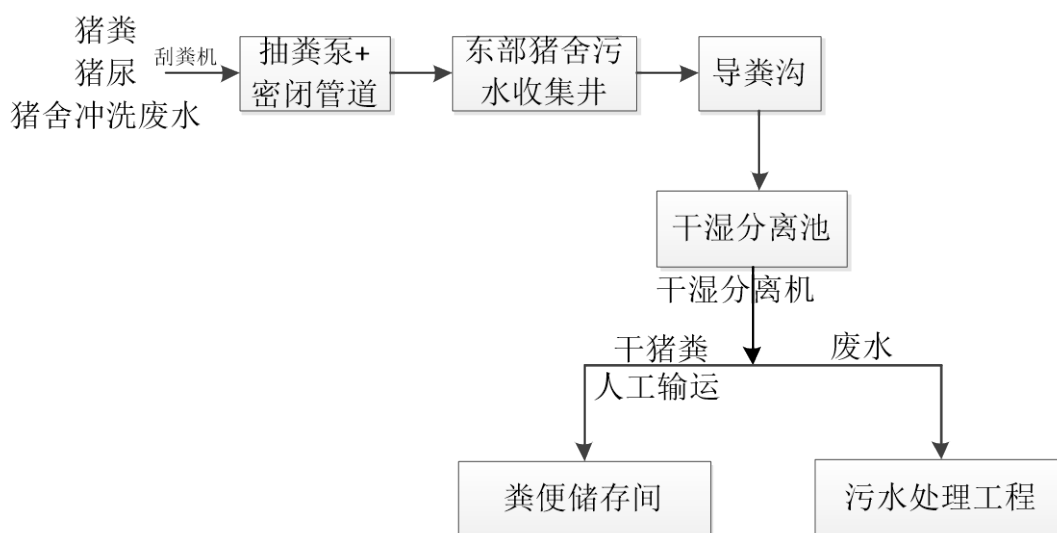 猪粪
猪尿
猪舍冲洗废水
刮粪机
抽粪泵+
密闭管道
东部猪舍污
水收集井
导粪沟
干湿分离池
干湿分离机
干猪粪
人工输运
废水
粪便储存间
污水处理工程